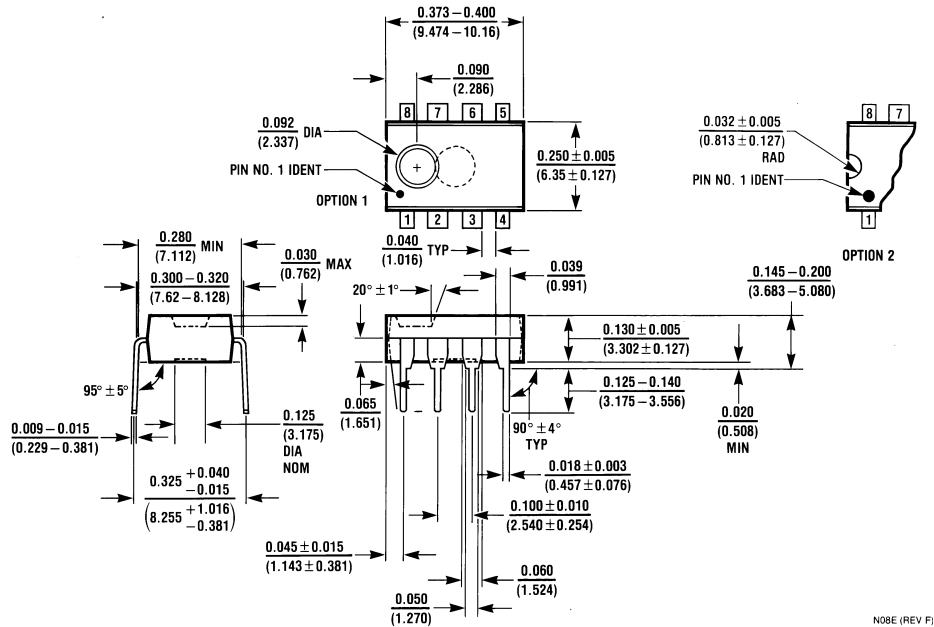 0.373–0.400
(9.474–10.16)
0.090
(2.286)
8 7 6 5
0.092 DIA
(2.337)
PIN NO. 1 IDENT
OPTION 1
1 2 3 4
0.250 ± 0.005
(6.35 ± 0.127)
0.032 ± 0.005
(0.813 ± 0.127)
RAD
PIN NO. 1 IDENT
8 7
1
OPTION 2
0.280 MIN
(7.112)
0.300–0.320
(7.62–8.128)
0.030 MAX
(0.762)
0.040 TYP
(1.016)
0.039
(0.991)
20° ± 1°
0.145–0.200
(3.683–5.080)
0.130 ± 0.005
(3.302 ± 0.127)
95° ± 5°
0.009–0.015
(0.229–0.381)
0.125
(3.175)
DIA
NOM
0.065
(1.651)
90° ± 4°
TYP
0.125–0.140
(3.175–3.556)
0.020
(0.508)
MIN
0.325 +0.040
−0.015
(8.255 +1.016
−0.381)
0.018 ± 0.003
(0.457 ± 0.076)
0.100 ± 0.010
(2.540 ± 0.254)
0.045 ± 0.015
(1.143 ± 0.381)
0.060
(1.524)
0.050
(1.270)
N08E (REV F)